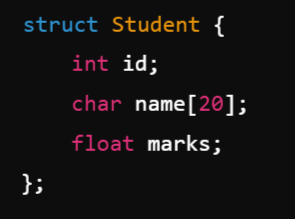 struct Student {
    int id;
    char name[20];
    float marks;
};